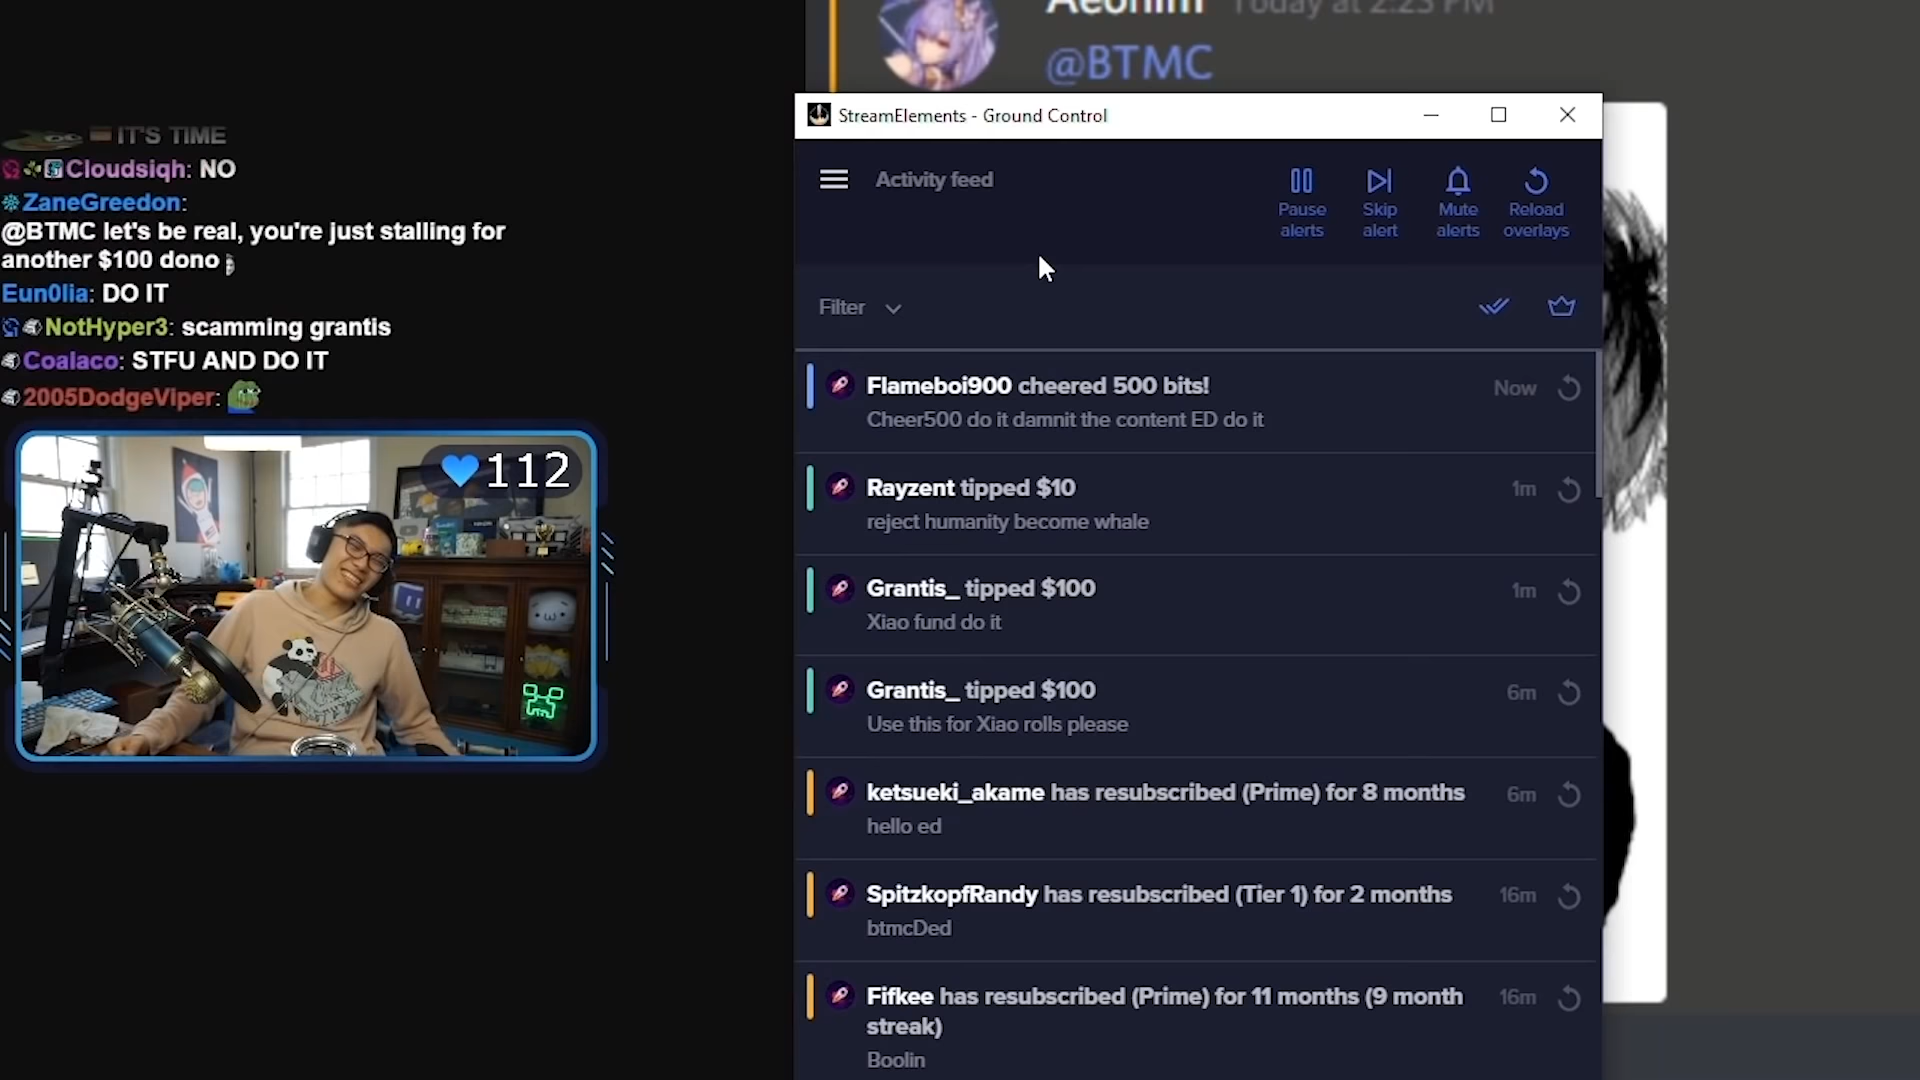 Aeonim Today at 2:23 PM
@BTMC
IT'S TIME
Cloudsiqh: NO
ZaneGreedon:
@BTMC let's be real, you're just stalling for
another $100 dono
Eun0lia: DO IT
NotHyper3: scamming grantis
Coalaco: STFU AND DO IT
2005DodgeViper:
112
StreamElements - Ground Control
Activity feed
Pause alerts
Skip alert
Mute alerts
Reload overlays
Filter
Flameboi900 cheered 500 bits! Now
Cheer500 do it damnit the content ED do it
Rayzent tipped $10 1m
reject humanity become whale
Grantis_ tipped $100 1m
Xiao fund do it
Grantis_ tipped $100 6m
Use this for Xiao rolls please
ketsueki_akame has resubscribed (Prime) for 8 months 6m
hello ed
SpitzkopfRandy has resubscribed (Tier 1) for 2 months 16m
btmcDed
Fifkee has resubscribed (Prime) for 11 months (9 month 16m
streak)
Boolin